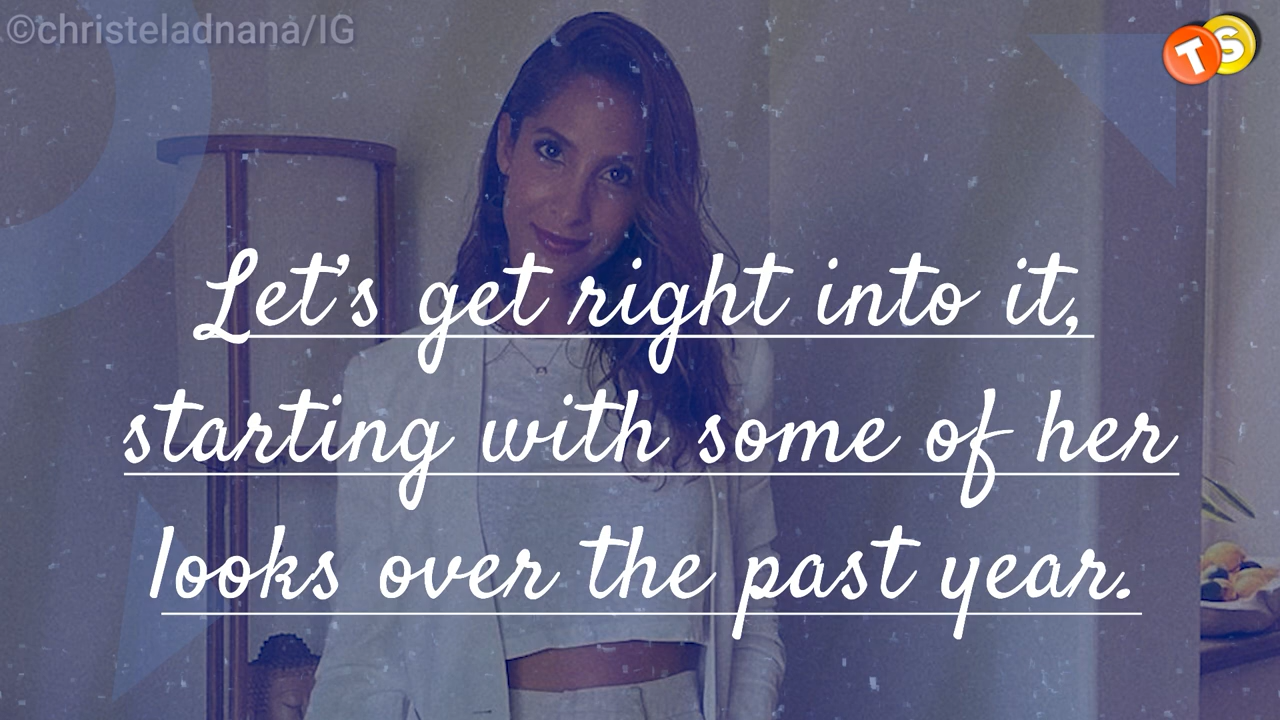 ©christeladnana/IG
TS
Let's get right into it,
starting with some of her
looks over the past year.